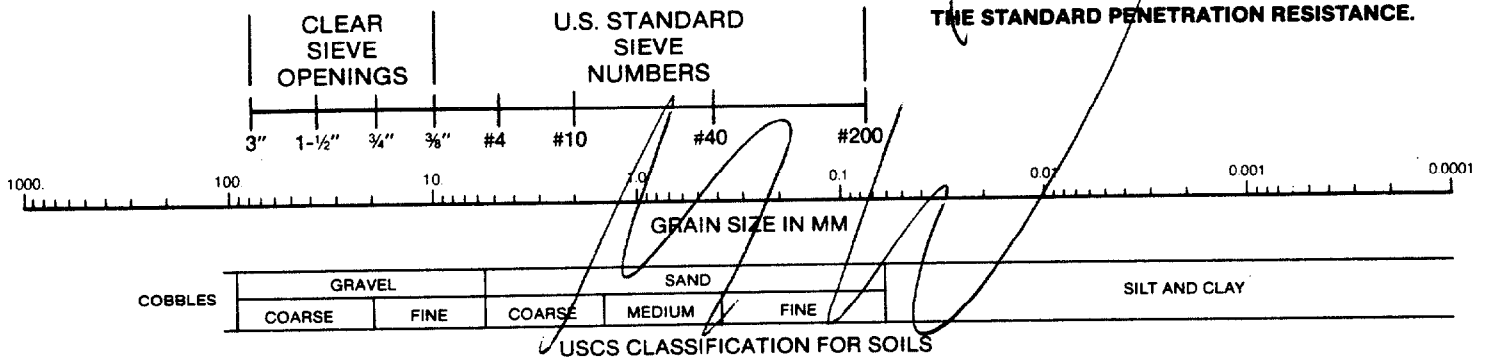 THE STANDARD PENETRATION RESISTANCE.
CLEAR
SIEVE
OPENINGS
U.S. STANDARD
SIEVE
NUMBERS
3" 1-½" ¾" ⅜" #4 #10 #40 #200
1000. 100. 10. 1.0 0.1 0.01 0.001 0.0001
GRAIN SIZE IN MM
COBBLES
GRAVEL SAND SILT AND CLAY
COARSE FINE COARSE MEDIUM FINE
USCS CLASSIFICATION FOR SOILS